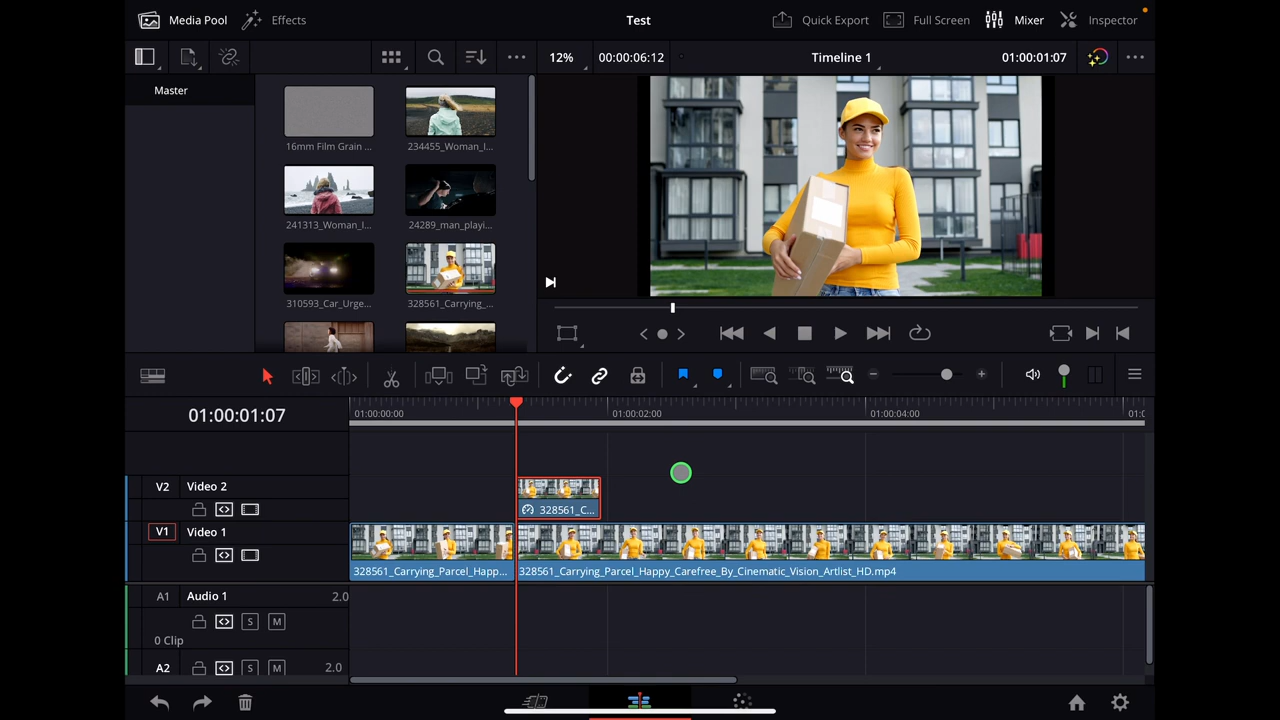 Media Pool Effects Test Quick Export Full Screen Mixer Inspector
12% 00:00:06:12 Timeline 1 01:00:01:07
Master
16mm Film Grain ... 234455_Woman_I...
241313_Woman_I... 24289_man_playi...
310593_Car_Urge... 328561_Carrying_...
01:00:01:07 01:00:00:00 01:00:02:00 01:00:04:00 01:0
V2 Video 2
328561_C...
V1 Video 1
328561_Carrying_Parcel_Happ... 328561_Carrying_Parcel_Happy_Carefree_By_Cinematic_Vision_Artlist_HD.mp4
A1 Audio 1 2.0
S M
0 Clip
A2 S M 2.0